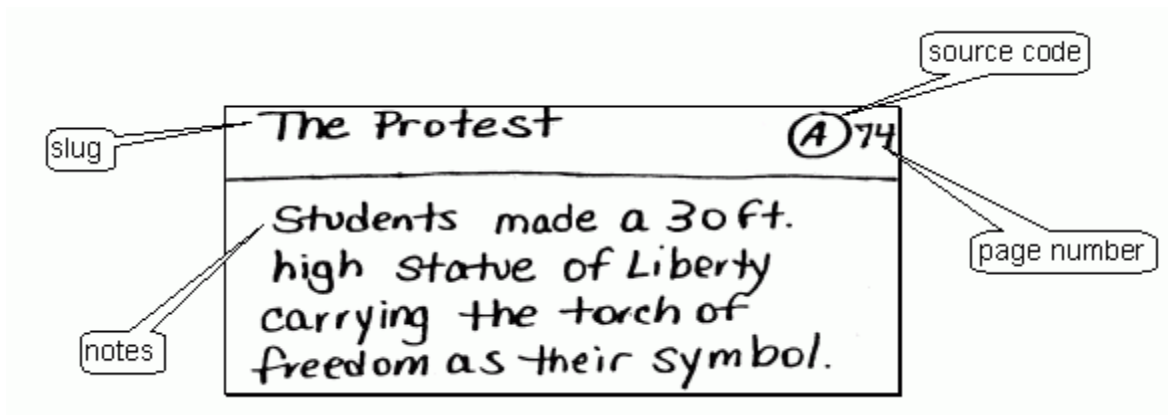 source code
The Protest
A 74
slug
Students made a 30 ft.
high statue of Liberty
page number
carrying the torch of
notes
freedom as their symbol.